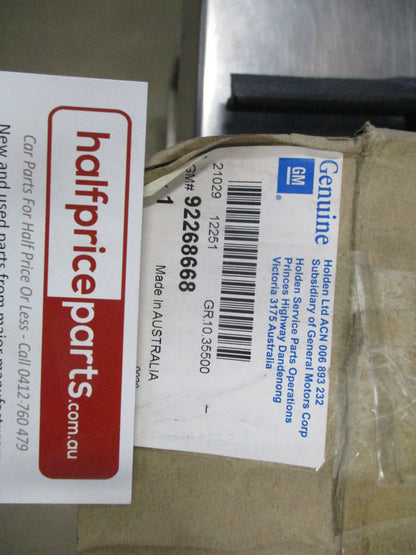 GM
Genuine
Holden Ltd ACN 006 893 232
Subsidiary of General Motors Corp
Holden Service Parts Operations
Princes Highway Dandenong
Victoria 3175 Australia
21029 12251
GR10.35500
GM# 92268668
1
Made in AUSTRALIA
halfpriceparts.com.au
Car Parts For Half Price Or Less - Call 0412 760 479
New and used parts from major